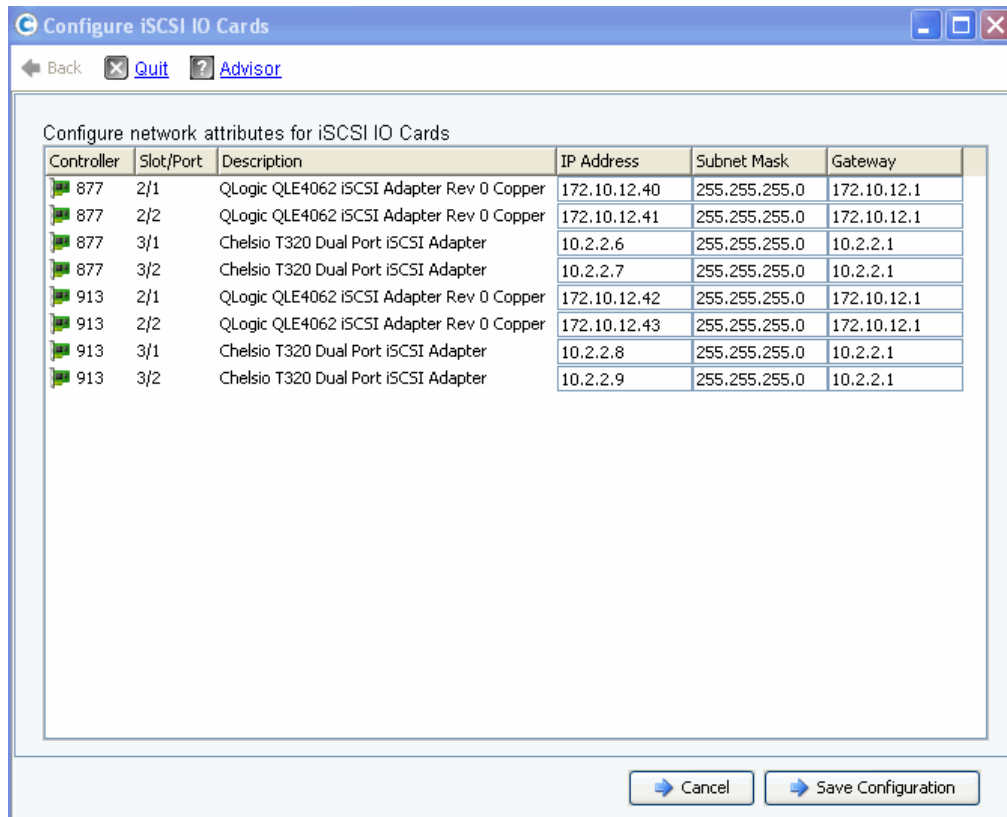 Configure iSCSI IO Cards
Back Quit Advisor
Configure network attributes for iSCSI IO Cards
Controller Slot/Port Description IP Address Subnet Mask Gateway
877 2/1 QLogic QLE4062 iSCSI Adapter Rev 0 Copper 172.10.12.40 255.255.255.0 172.10.12.1
877 2/2 QLogic QLE4062 iSCSI Adapter Rev 0 Copper 172.10.12.41 255.255.255.0 172.10.12.1
877 3/1 Chelsio T320 Dual Port iSCSI Adapter 10.2.2.6 255.255.255.0 10.2.2.1
877 3/2 Chelsio T320 Dual Port iSCSI Adapter 10.2.2.7 255.255.255.0 10.2.2.1
913 2/1 QLogic QLE4062 iSCSI Adapter Rev 0 Copper 172.10.12.42 255.255.255.0 172.10.12.1
913 2/2 QLogic QLE4062 iSCSI Adapter Rev 0 Copper 172.10.12.43 255.255.255.0 172.10.12.1
913 3/1 Chelsio T320 Dual Port iSCSI Adapter 10.2.2.8 255.255.255.0 10.2.2.1
913 3/2 Chelsio T320 Dual Port iSCSI Adapter 10.2.2.9 255.255.255.0 10.2.2.1
Cancel Save Configuration